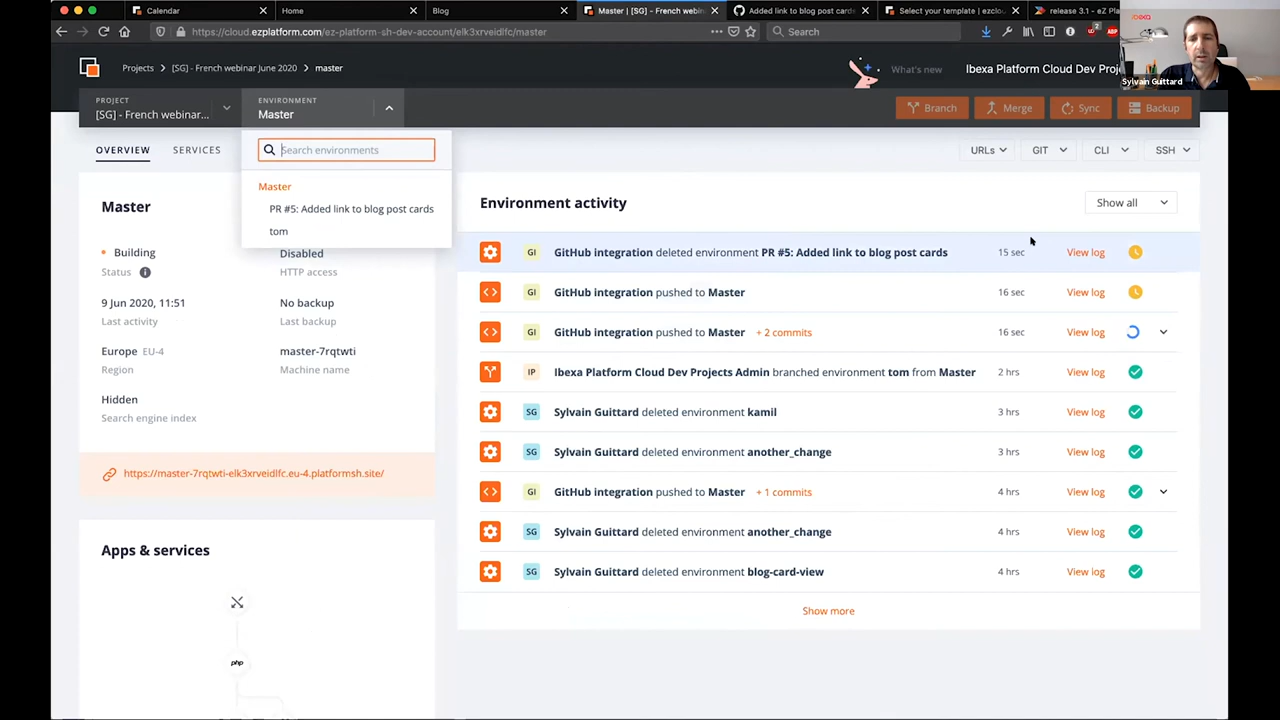 Calendar
Home
Blog
Master | [SG] - French webinar
Added link to blog post cards
Select your template | ezclou
release 3.1 - eZ Pla
https://cloud.ezplatform.com/ez-platform-sh-dev-account/elk3xrveidlfc/master
Search
2
ABP
Projects
[SG] - French webinar June 2020
master
What's new
Ibexa Platform Cloud Dev Proje
Sylvain Guittard
PROJECT
[SG] - French webinar...
ENVIRONMENT
Master
Branch
Merge
Sync
Backup
OVERVIEW
SERVICES
Search environments
Master
PR #5: Added link to blog post cards
tom
URLs
GIT
CLI
SSH
Master
Building
Status
Disabled
HTTP access
9 Jun 2020, 11:51
Last activity
No backup
Last backup
Europe EU-4
Region
master-7rqtwti
Machine name
Hidden
Search engine index
https://master-7rqtwti-elk3xrveidlfc.eu-4.platformsh.site/
Apps & services
php
Environment activity
Show all
GI GitHub integration deleted environment PR #5: Added link to blog post cards 15 sec View log
GI GitHub integration pushed to Master 16 sec View log
GI GitHub integration pushed to Master + 2 commits 16 sec View log
IP Ibexa Platform Cloud Dev Projects Admin branched environment tom from Master 2 hrs View log
SG Sylvain Guittard deleted environment kamil 3 hrs View log
SG Sylvain Guittard deleted environment another_change 3 hrs View log
GI GitHub integration pushed to Master + 1 commits 4 hrs View log
SG Sylvain Guittard deleted environment another_change 4 hrs View log
SG Sylvain Guittard deleted environment blog-card-view 4 hrs View log
Show more